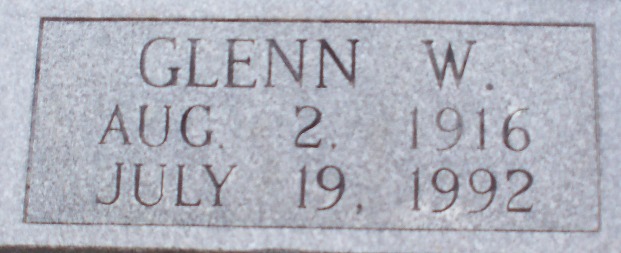 GLENN W.
AUG. 2, 1916
JULY 19, 1992